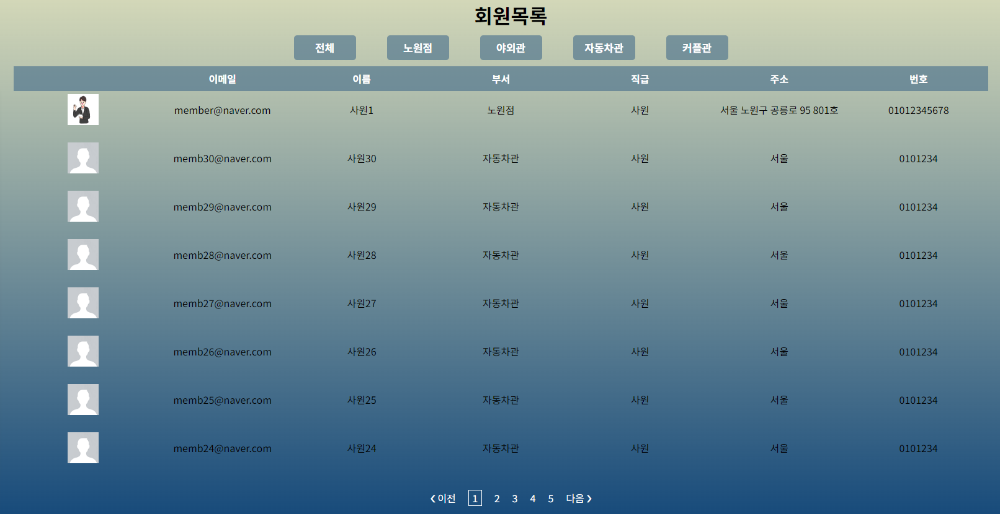 회원목록
전체 노원점 야외관 자동차관 커플관
이메일 이름 부서 직급 주소 번호
member@naver.com 사원1 노원점 사원 서울 노원구 공릉로 95 801호 01012345678
memb30@naver.com 사원30 자동차관 사원 서울 0101234
memb29@naver.com 사원29 자동차관 사원 서울 0101234
memb28@naver.com 사원28 자동차관 사원 서울 0101234
memb27@naver.com 사원27 자동차관 사원 서울 0101234
memb26@naver.com 사원26 자동차관 사원 서울 0101234
memb25@naver.com 사원25 자동차관 사원 서울 0101234
memb24@naver.com 사원24 자동차관 사원 서울 0101234
❮ 이전 1 2 3 4 5 다음 ❯